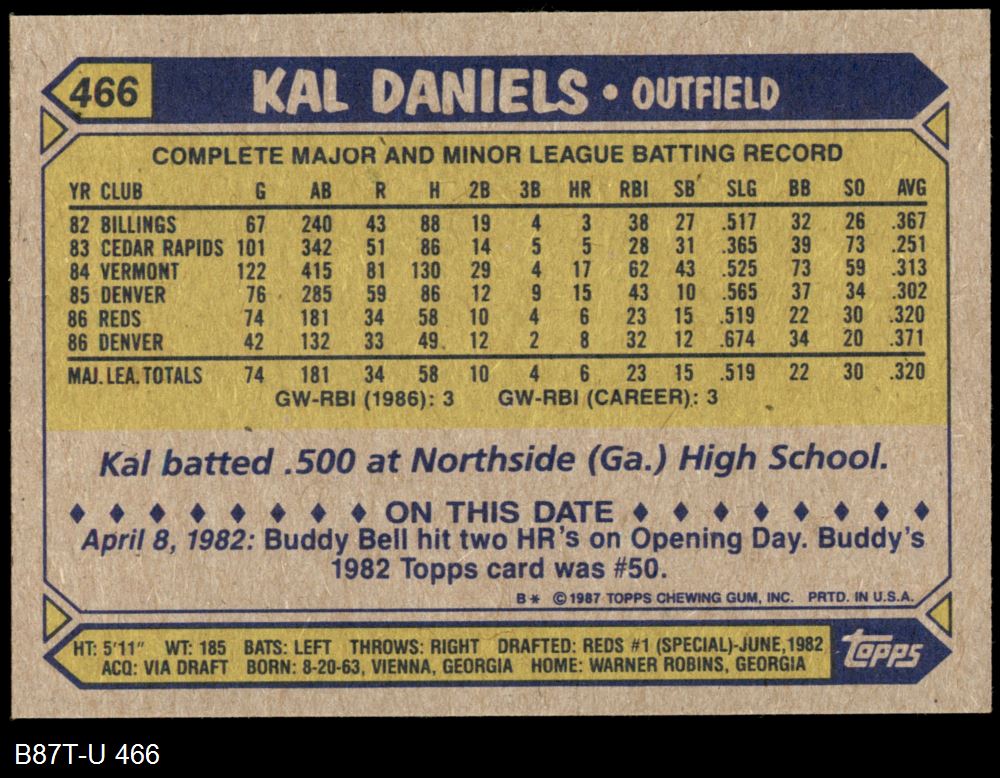 466 KAL DANIELS • OUTFIELD
COMPLETE MAJOR AND MINOR LEAGUE BATTING RECORD
YR CLUB G AB R H 2B 3B HR RBI SB SLG BB SO AVG
82 BILLINGS 67 240 43 88 19 4 3 38 27 .517 32 26 .367
83 CEDAR RAPIDS 101 342 51 86 14 5 5 28 31 .365 39 73 .251
84 VERMONT 122 415 81 130 29 4 17 62 43 .525 73 59 .313
85 DENVER 76 285 59 86 12 9 15 43 10 .565 37 34 .302
86 REDS 74 181 34 58 10 4 6 23 15 .519 22 30 .320
86 DENVER 42 132 33 49 12 2 8 32 12 .674 34 20 .371
MAJ. LEA. TOTALS 74 181 34 58 10 4 6 23 15 .519 22 30 .320
GW-RBI (1986): 3 GW-RBI (CAREER): 3
Kal batted .500 at Northside (Ga.) High School.
♦ ♦ ♦ ♦ ♦ ♦ ♦ ♦ ON THIS DATE ♦ ♦ ♦ ♦ ♦ ♦ ♦ ♦
April 8, 1982: Buddy Bell hit two HR's on Opening Day. Buddy's
1982 Topps card was #50.
B* © 1987 TOPPS CHEWING GUM, INC. PRTD. IN U.S.A.
HT: 5'11" WT: 185 BATS: LEFT THROWS: RIGHT DRAFTED: REDS #1 (SPECIAL)-JUNE, 1982
ACQ: VIA DRAFT BORN: 8-20-63, VIENNA, GEORGIA HOME: WARNER ROBINS, GEORGIA
topps
B87T-U 466